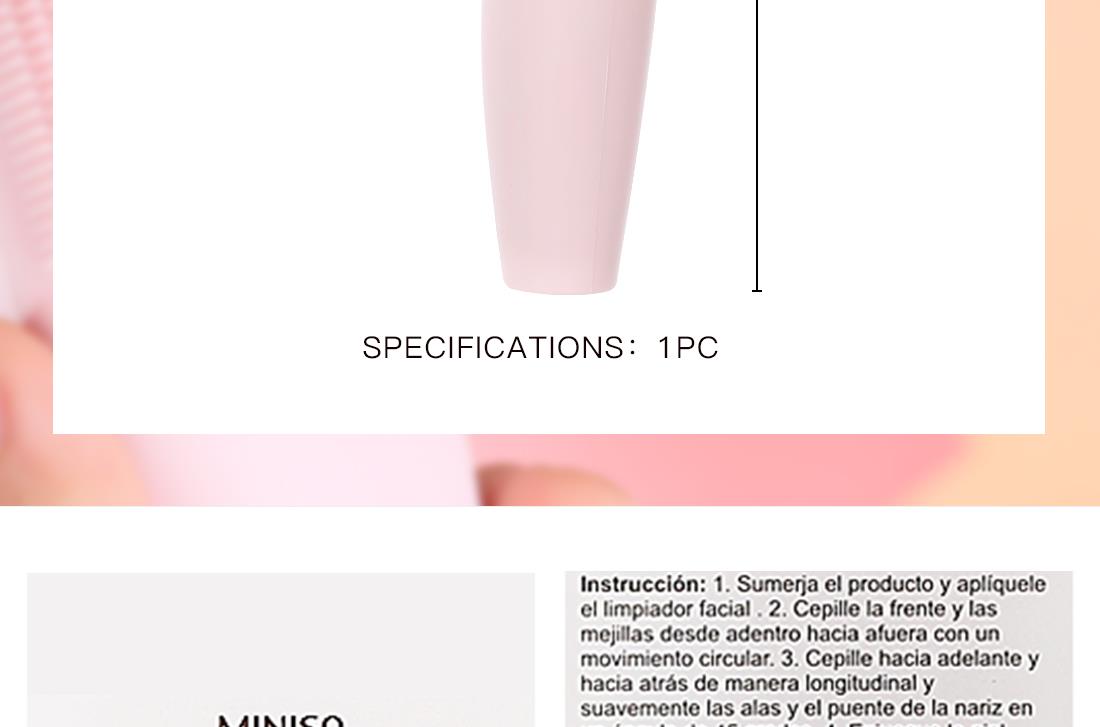 SPECIFICATIONS: 1PC
MINISO
Instrucción: 1. Sumerja el producto y aplíquele
el limpiador facial . 2. Cepille la frente y las
mejillas desde adentro hacia afuera con un
movimiento circular. 3. Cepille hacia adelante y
hacia atrás de manera longitudinal y
suavemente las alas y el puente de la nariz en